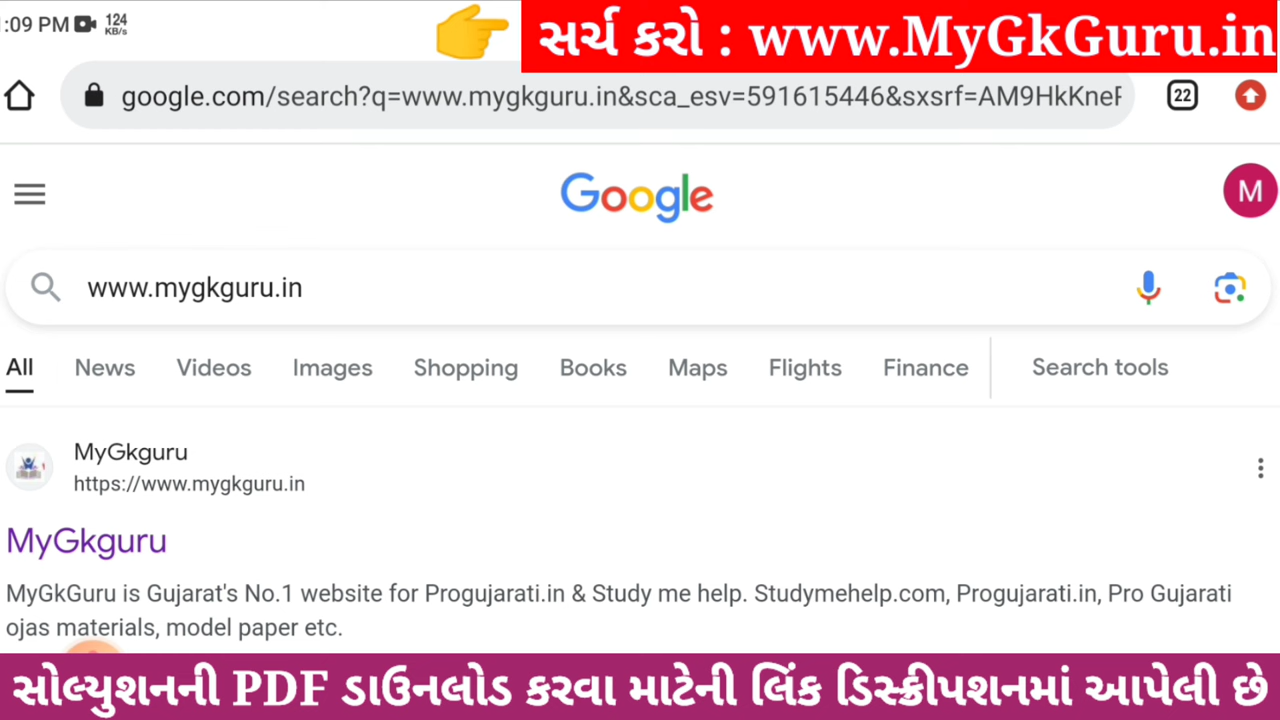 :09 PM 124 KB/s
સર્ચ કરો : www.MyGkGuru.in
google.com/search?q=www.mygkguru.in&sca_esv=591615446&sxsrf=AM9HkKneF
22
Google
M
www.mygkguru.in
All News Videos Images Shopping Books Maps Flights Finance Search tools
MyGkguru
https://www.mygkguru.in
MyGkguru
MyGkGuru is Gujarat's No.1 website for Progujarati.in & Study me help. Studymehelp.com, Progujarati.in, Pro Gujarati
ojas materials, model paper etc.
સોલ્યુશનની PDF ડાઉનલોડ કરવા માટેની લિંક ડિસ્ક્રીપશનમાં આપેલી છે